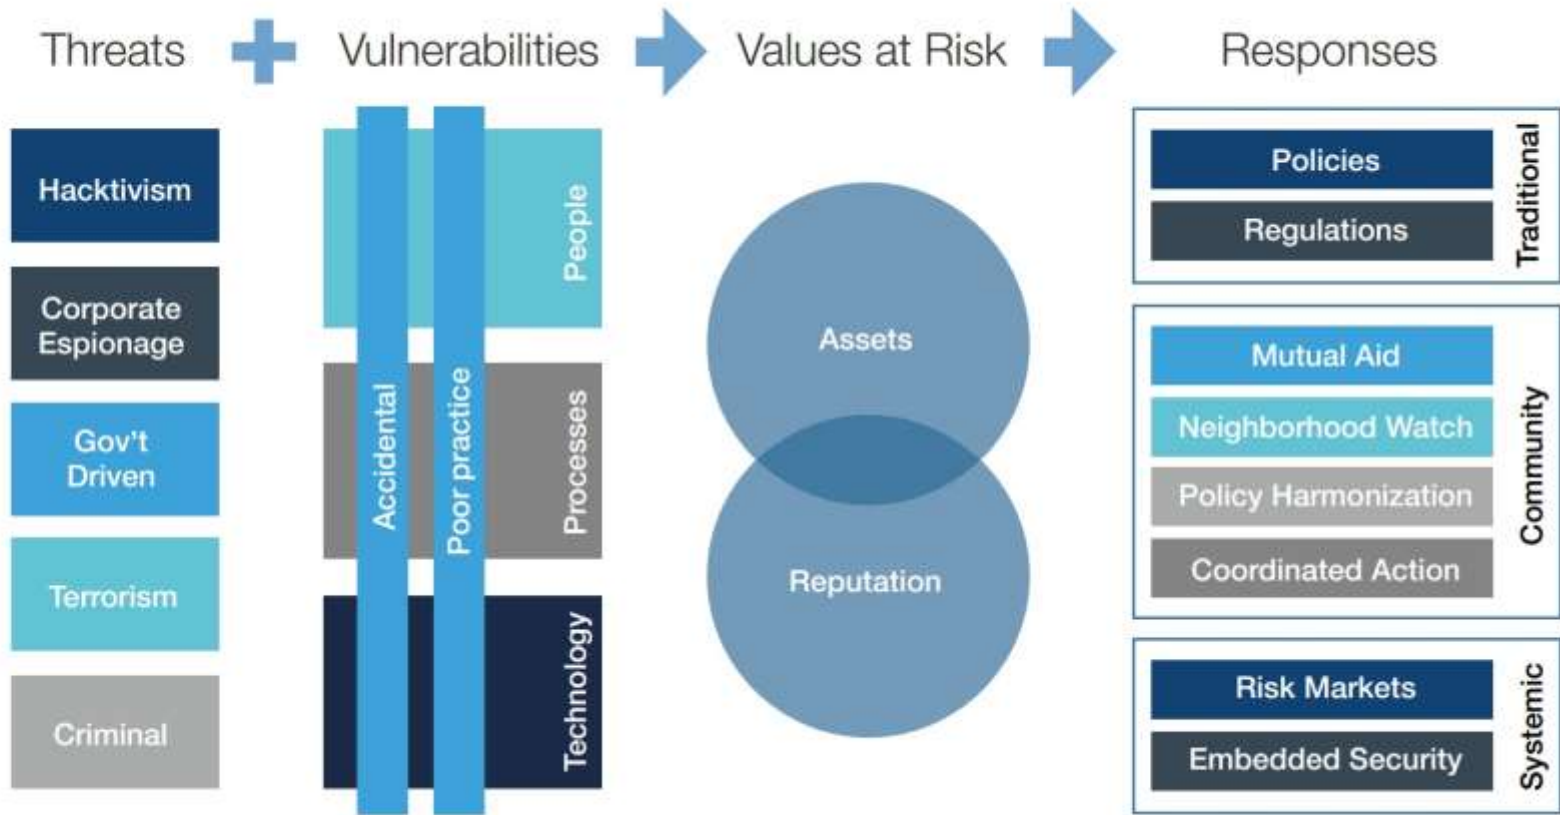 Threats
Vulnerabilities
Values at Risk
Responses
Hacktivism
Corporate
Espionage
Gov't
Driven
Terrorism
Criminal
Accidental
Poor practice
People
Processes
Technology
Assets
Reputation
Policies
Regulations
Traditional
Mutual Aid
Neighborhood Watch
Policy Harmonization
Coordinated Action
Community
Risk Markets
Embedded Security
Systemic